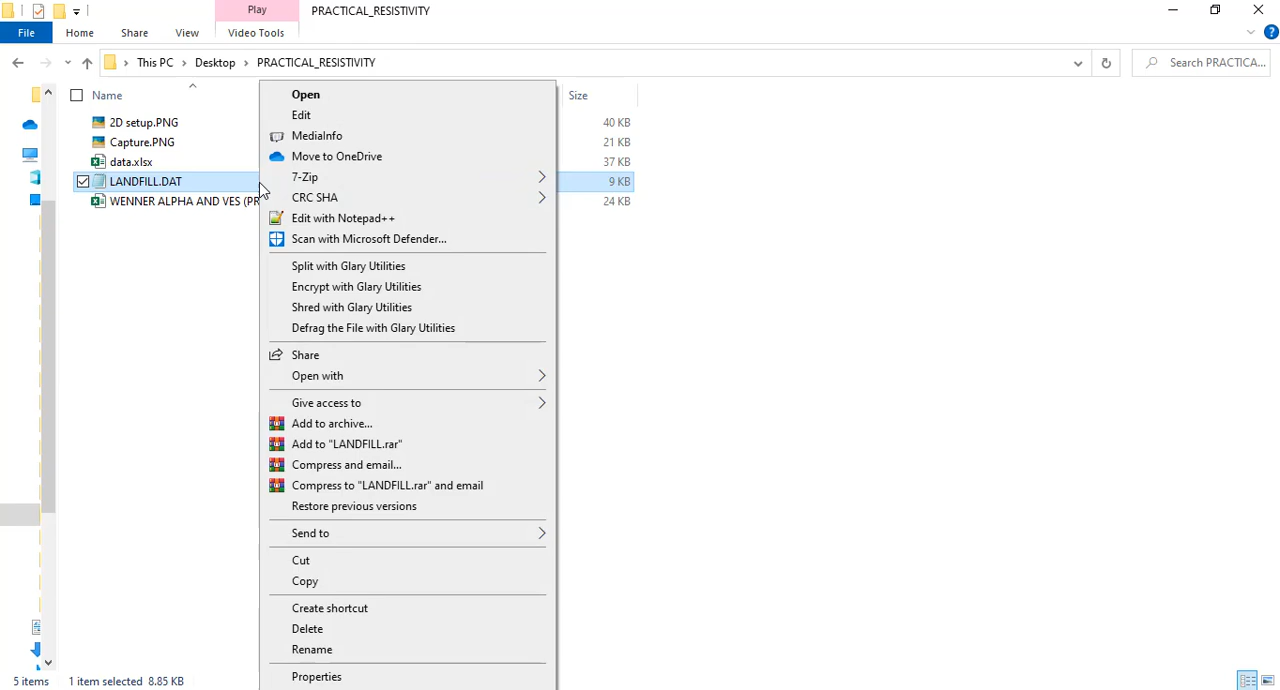 Play
PRACTICAL_RESISTIVITY
File
Home
Share
View
Video Tools
This PC
Desktop
PRACTICAL_RESISTIVITY
Search PRACTICA...
Name
Size
2D setup.PNG
40 KB
Capture.PNG
21 KB
data.xlsx
37 KB
LANDFILL.DAT
9 KB
WENNER ALPHA AND VES (PR
24 KB
Open
Edit
MediaInfo
Move to OneDrive
7-Zip
CRC SHA
Edit with Notepad++
Scan with Microsoft Defender...
Split with Glary Utilities
Encrypt with Glary Utilities
Shred with Glary Utilities
Defrag the File with Glary Utilities
Share
Open with
Give access to
Add to archive...
Add to "LANDFILL.rar"
Compress and email...
Compress to "LANDFILL.rar" and email
Restore previous versions
Send to
Cut
Copy
Create shortcut
Delete
Rename
Properties
5 items
1 item selected 8.85 KB